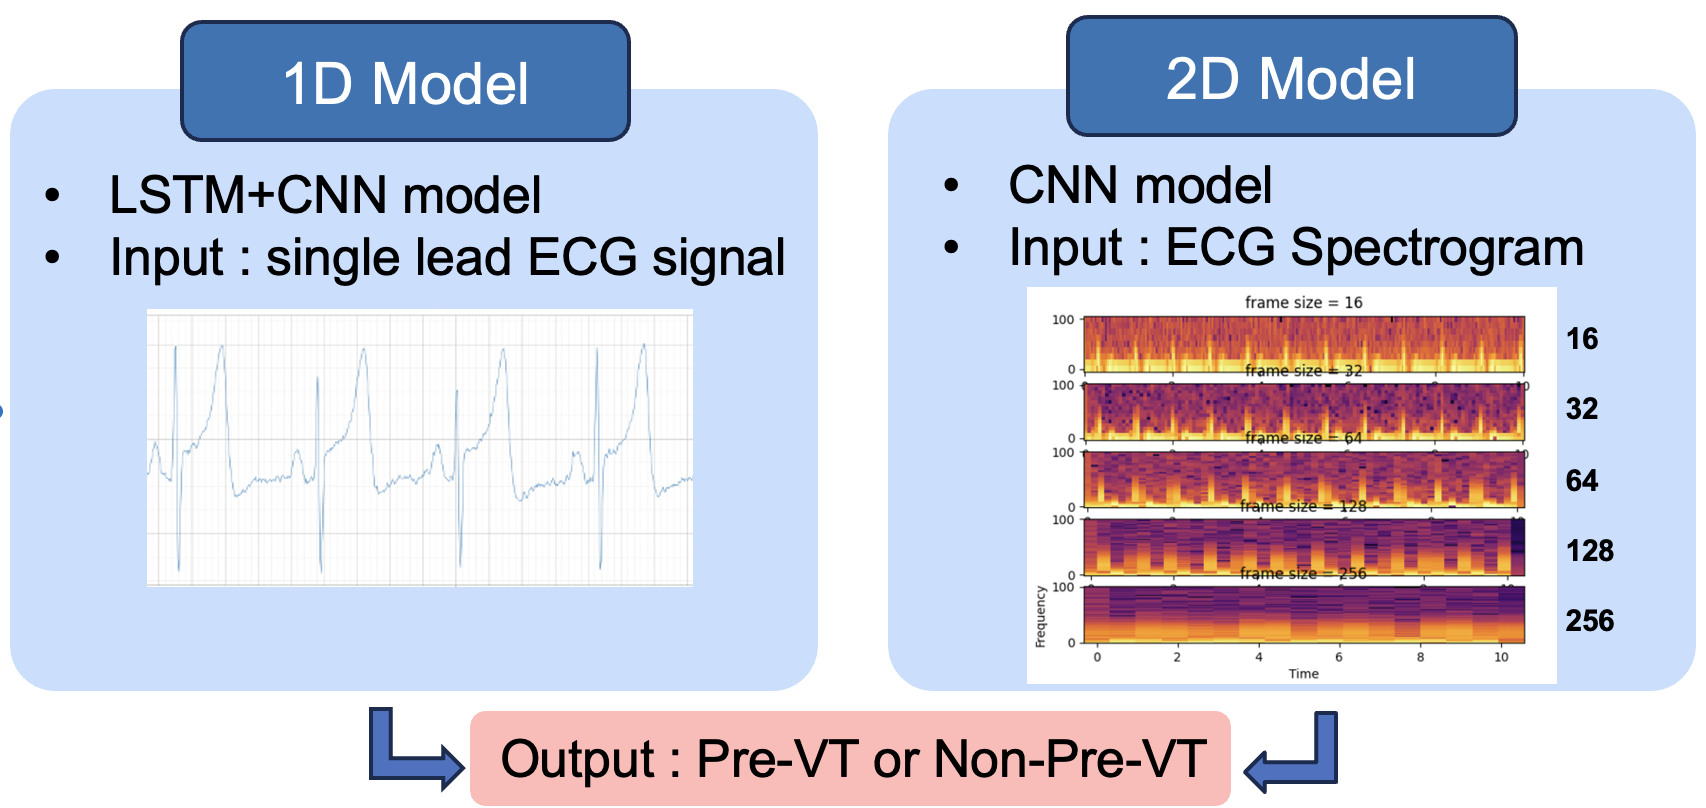 1D Model
• LSTM+CNN model
• Input : single lead ECG signal
2D Model
• CNN model
• Input : ECG Spectrogram
frame size = 16
100
0
16
frame size = 32
100
0
32
frame size = 64
100
0
64
frame size = 128
100
0
128
frame size = 256
100
0
256
Frequency
0 2 4 6 8 10
Time
Output : Pre-VT or Non-Pre-VT